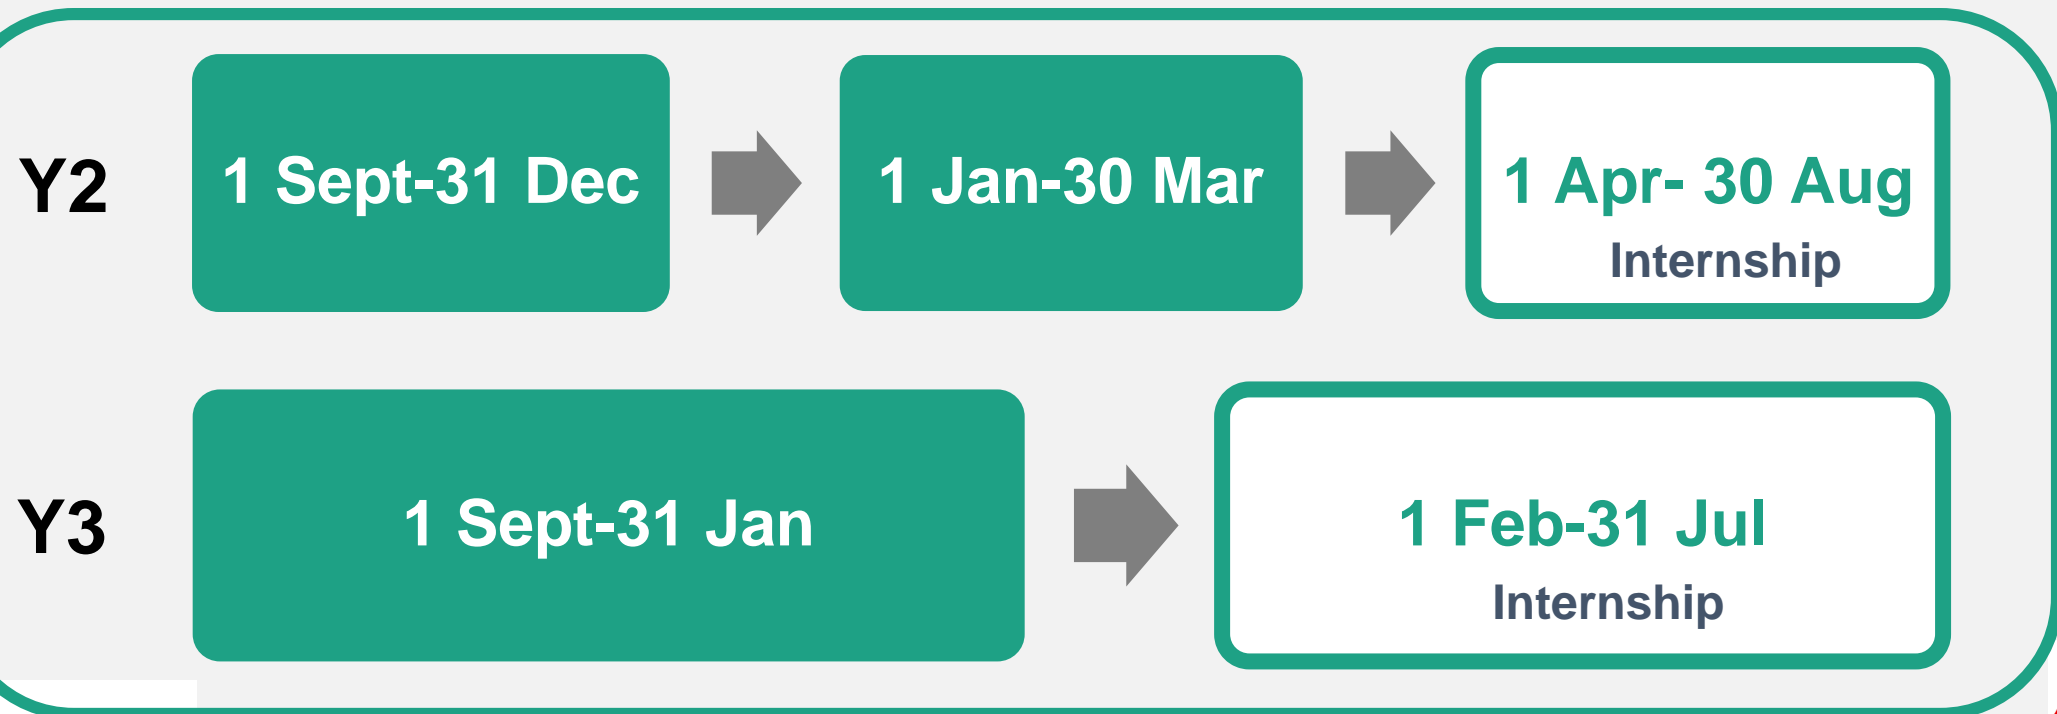 Y2
1 Sept-31 Dec
1 Jan-30 Mar
1 Apr- 30 Aug
Internship
Y3
1 Sept-31 Jan
1 Feb-31 Jul
Internship